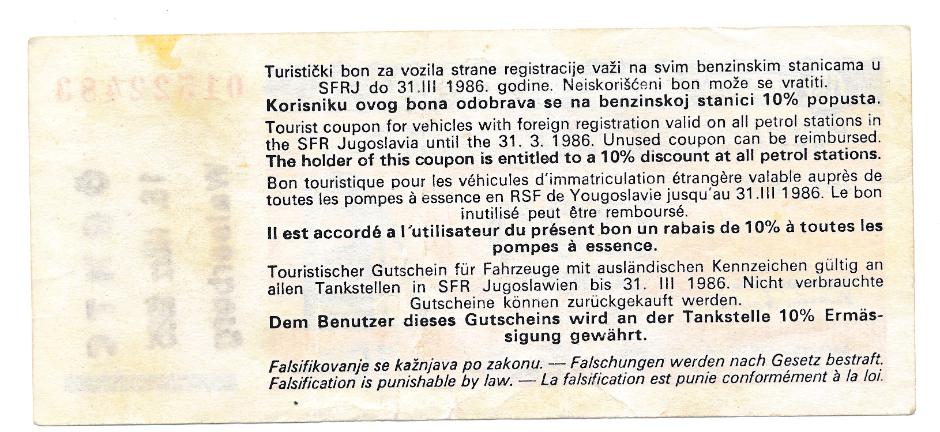 Turistički bon za vozila strane registracije važi na svim benzinskim stanicama u
SFRJ do 31.III 1986. godine. Neiskorišćeni bon može se vratiti.
Korisniku ovog bona odobrava se na benzinskoj stanici 10% popusta.
Tourist coupon for vehicles with foreign registration valid on all petrol stations in
the SFR Jugoslavia until the 31. 3. 1986. Unused coupon can be reimbursed.
The holder of this coupon is entitled to a 10% discount at all petrol stations.
Bon touristique pour les véhicules d'immatriculation étrangère valable auprès de
toutes les pompes à essence en RSF de Yougoslavie jusqu'au 31.III 1986. Le bon
inutilisé peut être remboursé.
Il est accordé a l'utilisateur du présent bon un rabais de 10% à toutes les
pompes à essence.
Touristischer Gutschein für Fahrzeuge mit ausländischen Kennzeichen gültig an
allen Tankstellen in SFR Jugoslawien bis 31. III 1986. Nicht verbrauchte
Gutscheine können zurückgekauft werden.
Dem Benutzer dieses Gutscheins wird an der Tankstelle 10% Ermäs-
sigung gewährt.
Falsifikovanje se kažnjava po zakonu. — Falschungen werden nach Gesetz bestraft.
Falsification is punishable by law. — La falsification est punie conformément à la loi.
01322483